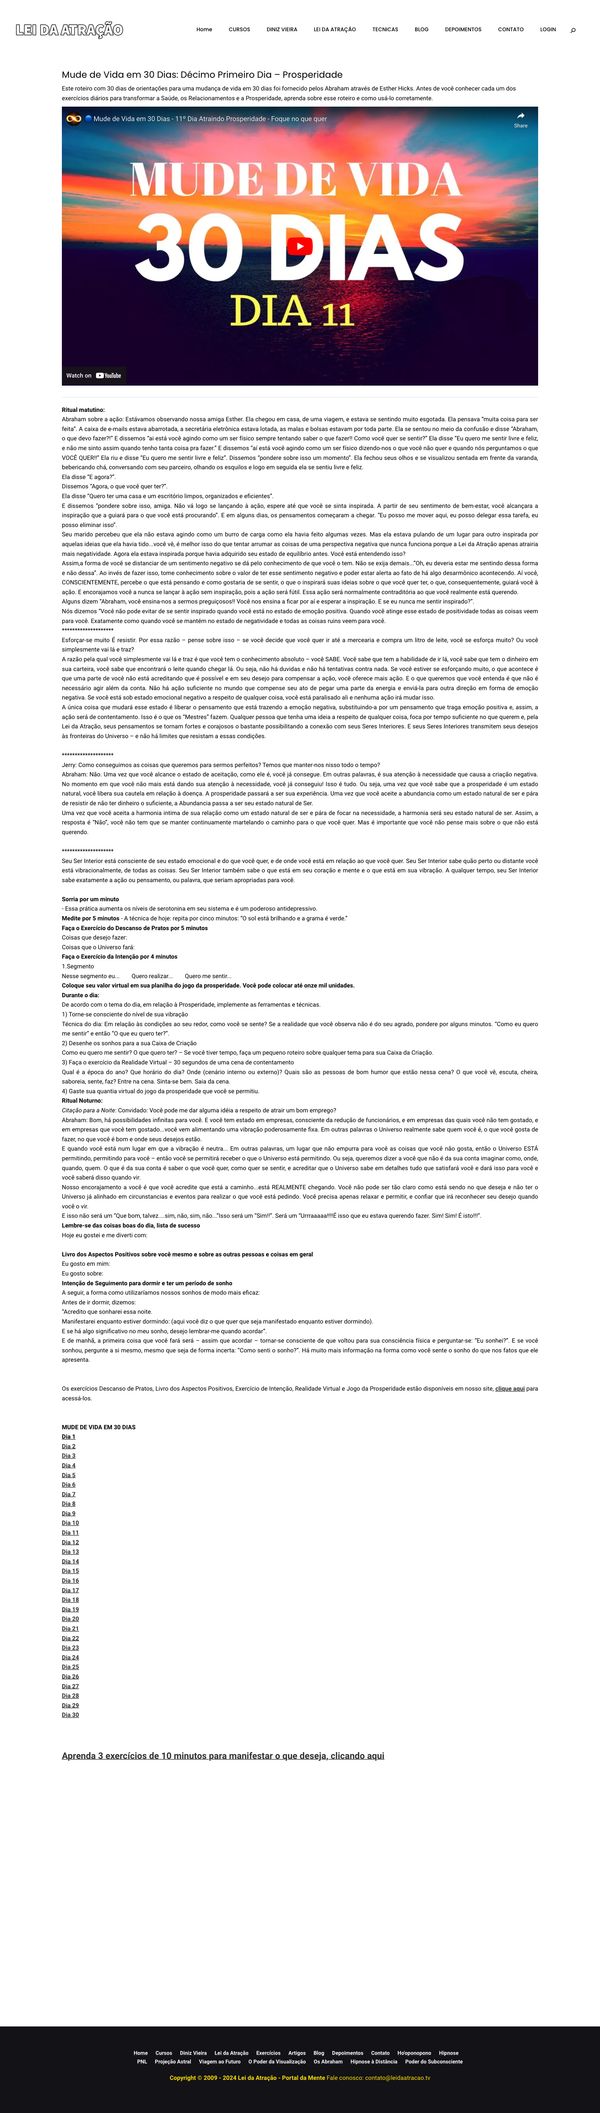 LEI DA ATRAÇÃO
Home CURSOS DINIZ VIEIRA LEI DA ATRAÇÃO TECNICAS BLOG DEPOIMENTOS CONTATO LOGIN
Mude de Vida em 30 Dias: Décimo Primeiro Dia – Prosperidade
Este roteiro com 30 dias de orientações para uma mudança de vida em 30 dias foi fornecido pelos Abraham através de Esther Hicks. Antes de você conhecer cada um dos
exercícios diários para transformar a Saúde, os Relacionamentos e a Prosperidade, aprenda sobre esse roteiro e como usá-lo corretamente.
Mude de Vida em 30 Dias - 11º Dia Atraindo Prosperidade - Foque no que quer
Share
MUDE DE VIDA
30 DIAS
DIA 11
Watch on YouTube
Ritual matutino:
Abraham sobre a ação: Estávamos observando nossa amiga Esther. Ela chegou em casa, de uma viagem, e estava se sentindo muito esgotada. Ela pensava “muita coisa para ser
feita”. A caixa de e-mails estava abarrotada, a secretária eletrônica estava lotada, as malas e bolsas estavam por toda parte. Ela se sentou no meio da confusão e disse “Abraham,
o que devo fazer?!” E dissemos “aí está você agindo como um ser físico sempre tentando saber o que fazer!! Como você quer se sentir?” Ela disse “Eu quero me sentir livre e feliz,
e não me sinto assim quando tenho tanta coisa pra fazer.” E dissemos “aí está você agindo como um ser físico dizendo-nos o que você não quer e quando nós perguntamos o que
VOCÊ QUER!!” Ela riu e disse “Eu quero me sentir livre e feliz”. Dissemos “pondere sobre isso um momento”. Ela fechou seus olhos e se visualizou sentada em frente da varanda,
bebericando chá, conversando com seu parceiro, olhando os esquilos e logo em seguida ela se sentiu livre e feliz.
Ela disse “E agora?”.
Dissemos “Agora, o que você quer ter?”.
Ela disse “Quero ter uma casa e um escritório limpos, organizados e eficientes”.
E dissemos “pondere sobre isso, amiga. Não vá logo se lançando à ação, espere até que você se sinta inspirada. A partir de seu sentimento de bem-estar, você alcançara a
inspiração que a guiará para o que você está procurando”. E em alguns dias, os pensamentos começaram a chegar. “Eu posso me mover aqui, eu posso delegar essa tarefa, eu
posso eliminar isso”.
Seu marido percebeu que ela não estava agindo como um burro de carga como ela havia feito algumas vezes. Mas ela estava pulando de um lugar para outro inspirada por
aquelas ideias que ela havia tido...você vê, é melhor isso do que tentar arrumar as coisas de uma perspectiva negativa que nunca funciona porque a Lei da Atração apenas atrairia
mais negatividade. Agora ela estava inspirada porque havia adquirido seu estado de equilíbrio antes. Você está entendendo isso?
Assim,a forma de você se distanciar de um sentimento negativo se dá pelo conhecimento de que você o tem. Não se exija demais...”Oh, eu deveria estar me sentindo dessa forma
e não dessa”. Ao invés de fazer isso, tome conhecimento sobre o valor de ter esse sentimento negativo e poder estar alerta ao fato de há algo desarmônico acontecendo. Aí você,
CONSCIENTEMENTE, percebe o que está pensando e como gostaria de se sentir, o que o inspirará suas ideias sobre o que você quer ter, o que, consequentemente, guiará você à
ação. E encorajamos você a nunca se lançar à ação sem inspiração, pois a ação será fútil. Essa ação será normalmente contraditória ao que você realmente está querendo.
Alguns dizem “Abraham, você ensina-nos a sermos preguiçosos!! Você nos ensina a ficar por aí e esperar a inspiração. E se eu nunca me sentir inspirado?”.
Nós dizemos “Você não pode evitar de se sentir inspirado quando você está no estado de emoção positiva. Quando você atinge esse estado de positividade todas as coisas veem
para você. Exatamente como quando você se mantém no estado de negatividade e todas as coisas ruins veem para você.
********************
Esforçar-se muito É resistir. Por essa razão – pense sobre isso – se você decide que você quer ir até a mercearia e compra um litro de leite, você se esforça muito? Ou você
simplesmente vai lá e traz?
A razão pela qual você simplesmente vai lá e traz é que você tem o conhecimento absoluto – você SABE. Você sabe que tem a habilidade de ir lá, você sabe que tem o dinheiro em
sua carteira, você sabe que encontrará o leite quando chegar lá. Ou seja, não há duvidas e não há tentativas contra nada. Se você estiver se esforçando muito, o que acontece é
que uma parte de você não está acreditando que é possível e em seu desejo para compensar a ação, você oferece mais ação. E o que queremos que você entenda é que não é
necessário agir além da conta. Não há ação suficiente no mundo que compense seu ato de pegar uma parte da energia e enviá-la para outra direção em forma de emoção
negativa. Se você está sob estado emocional negativo a respeito de qualquer coisa, você está paralisado ali e nenhuma ação irá mudar isso.
A única coisa que mudará esse estado é liberar o pensamento que está trazendo a emoção negativa, substituindo-a por um pensamento que traga emoção positiva e, assim, a
ação será de contentamento. Isso é o que os “Mestres” fazem. Qualquer pessoa que tenha uma ideia a respeito de qualquer coisa, foca por tempo suficiente no que querem e, pela
Lei da Atração, seus pensamentos se tornam fortes e corajosos o bastante possibilitando a conexão com seus Seres Interiores. E seus Seres Interiores transmitem seus desejos
às fronteiras do Universo – e não há limites que resistam a essas condições.
********************
Jerry: Como conseguimos as coisas que queremos para sermos perfeitos? Temos que manter-nos nisso todo o tempo?
Abraham: Não. Uma vez que você alcance o estado de aceitação, como ele é, você já consegue. Em outras palavras, é sua atenção à necessidade que causa a criação negativa.
No momento em que você não mais está dando sua atenção à necessidade, você já conseguiu! Isso é tudo. Ou seja, uma vez que você sabe que a prosperidade é um estado
natural, você libera sua cautela em relação à doença. A prosperidade passará a ser sua experiência. Uma vez que você aceite a abundancia como um estado natural de ser e pára
de resistir de não ter dinheiro o suficiente, a Abundancia passa a ser seu estado natural de Ser.
Uma vez que você aceita a harmonia intima de sua relação como um estado natural de ser e pára de focar na necessidade, a harmonia será seu estado natural de ser. Assim, a
resposta é “Não”, você não tem que se manter continuamente martelando o caminho para o que você quer. Mas é importante que você não pense mais sobre o que não está
querendo.
********************
Seu Ser Interior está consciente de seu estado emocional e do que você quer, e de onde você está em relação ao que você quer. Seu Ser Interior sabe quão perto ou distante você
está vibracionalmente, de todas as coisas. Seu Ser Interior também sabe o que está em seu coração e mente e o que está em sua vibração. A qualquer tempo, seu Ser Interior
sabe exatamente a ação ou pensamento, ou palavra, que seriam apropriadas para você.
Sorria por um minuto
- Essa prática aumenta os níveis de serotonina em seu sistema e é um poderoso antidepressivo.
Medite por 5 minutos - A técnica de hoje: repita por cinco minutos: “O sol está brilhando e a grama é verde.”
Faça o Exercício do Descanso de Pratos por 5 minutos
Coisas que desejo fazer:
Coisas que o Universo fará:
Faça o Exercício da Intenção por 4 minutos
1.Segmento
Nesse segmento eu... Quero realizar... Quero me sentir...
Coloque seu valor virtual em sua planilha do jogo da prosperidade. Você pode colocar até onze mil unidades.
Durante o dia:
De acordo com o tema do dia, em relação à Prosperidade, implemente as ferramentas e técnicas.
1) Torne-se consciente do nível de sua vibração
Técnica do dia: Em relação às condições ao seu redor, como você se sente? Se a realidade que você observa não é do seu agrado, pondere por alguns minutos. “Como eu quero
me sentir” e então “O que eu quero ter?”.
2) Desenhe os sonhos para a sua Caixa de Criação
Como eu quero me sentir? O que quero ter? – Se você tiver tempo, faça um pequeno roteiro sobre qualquer tema para sua Caixa da Criação.
3) Faça o exercício da Realidade Virtual – 30 segundos de uma cena de contentamento
Qual é a época do ano? Que horário do dia? Onde (cenário interno ou externo)? Quais são as pessoas de bom humor que estão nessa cena? O que você vê, escuta, cheira,
saboreia, sente, faz? Entre na cena. Sinta-se bem. Saia da cena.
4) Gaste sua quantia virtual do jogo da prosperidade que você se permitiu.
Ritual Noturno:
Citação para a Noite: Convidado: Você pode me dar alguma idéia a respeito de atrair um bom emprego?
Abraham: Bom, há possibilidades infinitas para você. E você tem estado em empresas, consciente da redução de funcionários, e em empresas das quais você não tem gostado, e
em empresas que você tem gostado...você vem alimentando uma vibração poderosamente fixa. Em outras palavras o Universo realmente sabe quem você é, o que você gosta de
fazer, no que você é bom e onde seus desejos estão.
E quando você está num lugar em que a vibração é neutra... Em outras palavras, um lugar que não empurra para você as coisas que você não gosta, então o Universo ESTÁ
permitindo, permitindo para você – então você se permitirá receber o que o Universo está permitindo. Ou seja, queremos dizer a você que não é da sua conta imaginar como, onde,
quando, quem. O que é da sua conta é saber o que você quer, como quer se sentir, e acreditar que o Universo sabe em detalhes tudo que satisfará você e dará isso para você e
você saberá disso quando vir.
Nosso encorajamento a você é que você acredite que está a caminho...está REALMENTE chegando. Você não pode ser tão claro como está sendo no que deseja e não ter o
Universo já alinhado em circunstancias e eventos para realizar o que você está pedindo. Você precisa apenas relaxar e permitir, e confiar que irá reconhecer seu desejo quando
você o vir.
E isso não será um “Que bom, talvez....sim, não, sim, não...”Isso será um “Sim!!”. Será um “Urrraaaaa!!!!É isso que eu estava querendo fazer. Sim! Sim! É isto!!!”.
Lembre-se das coisas boas do dia, lista de sucesso
Hoje eu gostei e me diverti com:
Livro dos Aspectos Positivos sobre você mesmo e sobre as outras pessoas e coisas em geral
Eu gosto em mim:
Eu gosto sobre:
Intenção de Seguimento para dormir e ter um período de sonho
A seguir, a forma como utilizaríamos nossos sonhos de modo mais eficaz:
Antes de ir dormir, dizemos:
“Acredito que sonharei essa noite.
Manifestarei enquanto estiver dormindo: (aqui você diz o que quer que seja manifestado enquanto estiver dormindo).
E se há algo significativo no meu sonho, desejo lembrar-me quando acordar”.
E de manhã, a primeira coisa que você fará será – assim que acordar – tornar-se consciente de que voltou para sua consciência física e perguntar-se: “Eu sonhei?”. E se você
sonhou, pergunte a si mesmo, mesmo que seja de forma incerta: “Como senti o sonho?”. Há muito mais informação na forma como você sente o sonho do que nos fatos que ele
apresenta.
Os exercícios Descanso de Pratos, Livro dos Aspectos Positivos, Exercício de Intenção, Realidade Virtual e Jogo da Prosperidade estão disponíveis em nosso site, clique aqui para
acessá-los.
MUDE DE VIDA EM 30 DIAS
Dia 1
Dia 2
Dia 3
Dia 4
Dia 5
Dia 6
Dia 7
Dia 8
Dia 9
Dia 10
Dia 11
Dia 12
Dia 13
Dia 14
Dia 15
Dia 16
Dia 17
Dia 18
Dia 19
Dia 20
Dia 21
Dia 22
Dia 23
Dia 24
Dia 25
Dia 26
Dia 27
Dia 28
Dia 29
Dia 30
Aprenda 3 exercícios de 10 minutos para manifestar o que deseja, clicando aqui
Home Cursos Diniz Vieira Lei da Atração Exercícios Artigos Blog Depoimentos Contato Ho'oponopono Hipnose
PNL Projeção Astral Viagem ao Futuro O Poder da Visualização Os Abraham Hipnose à Distância Poder do Subconsciente
Copyright © 2009 - 2024 Lei da Atração - Portal da Mente Fale conosco: contato@leidaatracao.tv